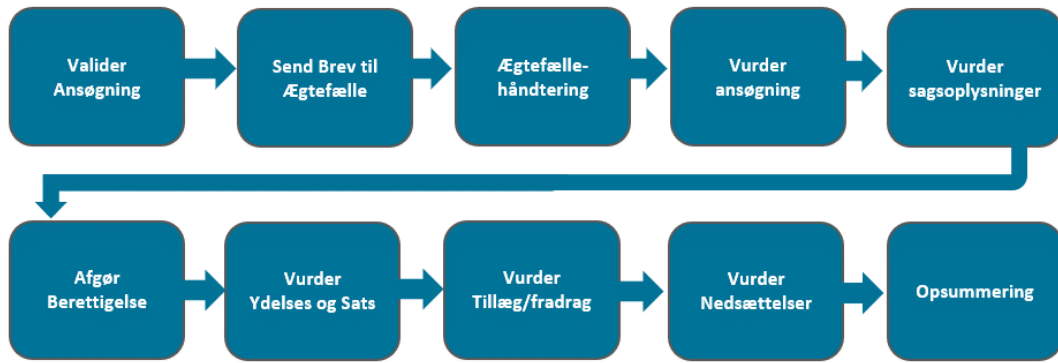 Valider
Ansøgning
Send Brev til
Ægtefælle
Ægtefælle-
håndtering
Vurder
ansøgning
Vurder
sagsoplysninger
Afgør
Berettigelse
Vurder
Ydelses og Sats
Vurder
Tillæg/fradrag
Vurder
Nedsættelser
Opsummering